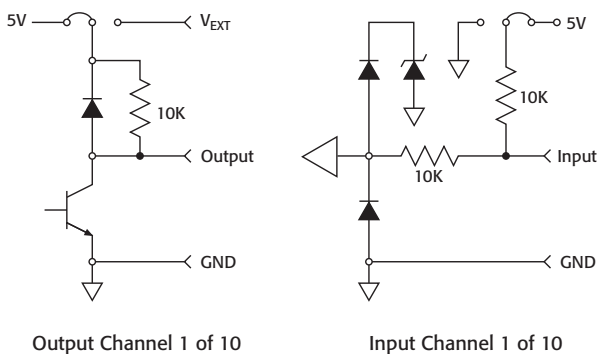 5V
V_EXT
10K
Output
GND
Output Channel 1 of 10
5V
10K
10K
Input
GND
Input Channel 1 of 10